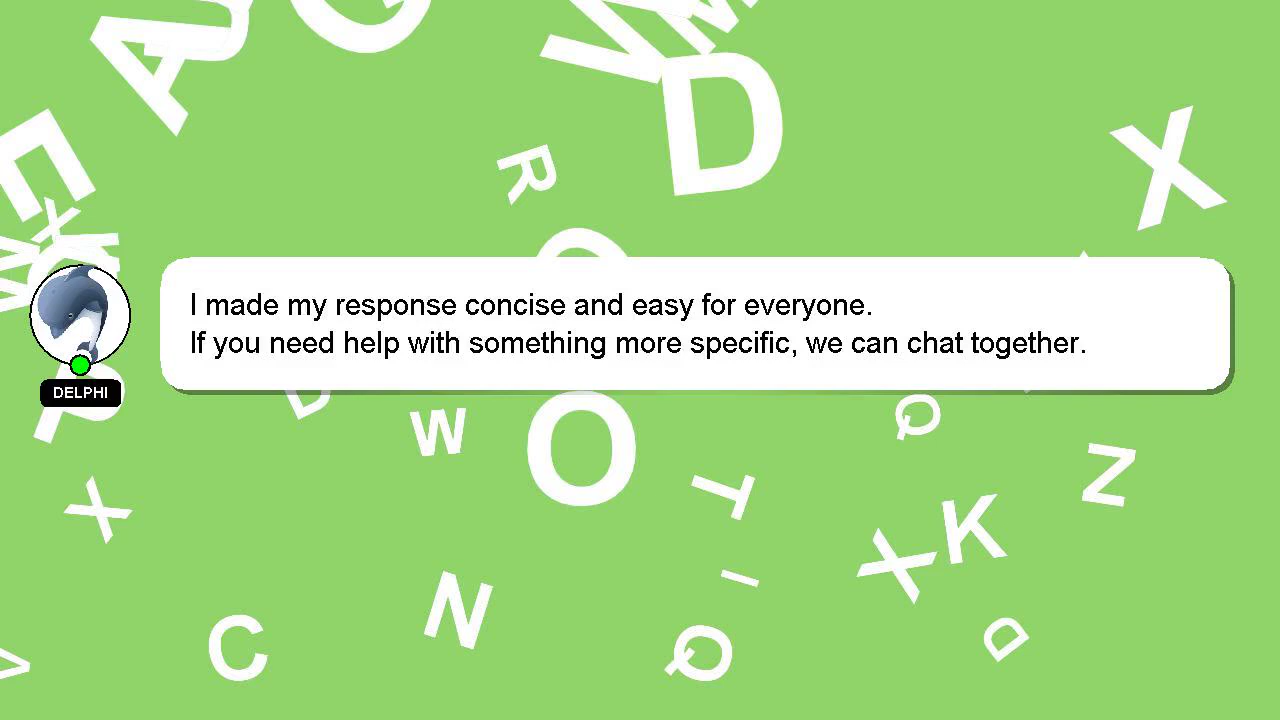 A
G
W
M
D
E
R
X
X
W
K
O
I made my response concise and easy for everyone.
If you need help with something more specific, we can chat together.
DELPHI
D
W
O
Q
T
Z
X
K
X
I
N
C
Q
D
V